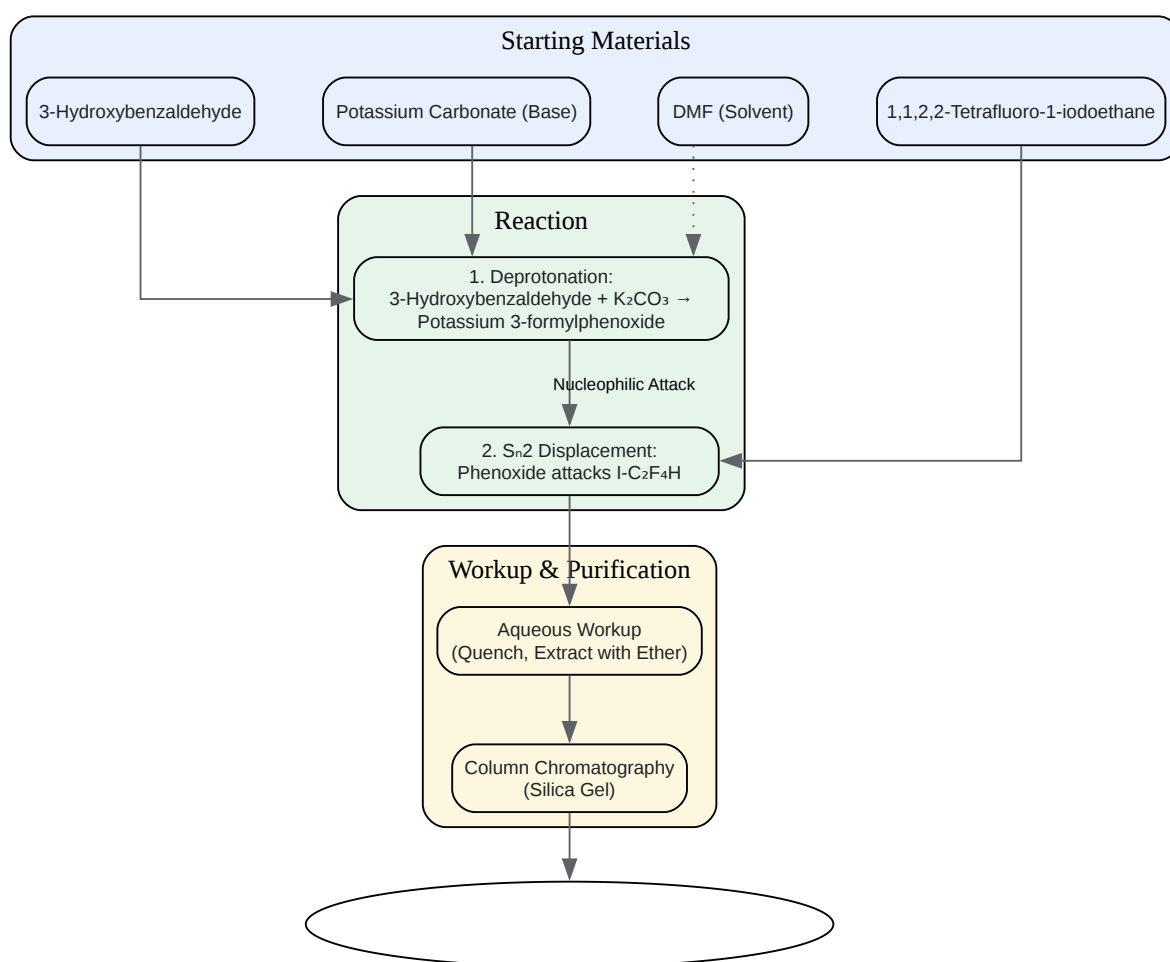 Starting Materials
3-Hydroxybenzaldehyde
Potassium Carbonate (Base)
DMF (Solvent)
1,1,2,2-Tetrafluoro-1-iodoethane
Reaction
1. Deprotonation:
3-Hydroxybenzaldehyde + K₂CO₃ →
Potassium 3-formylphenoxide
Nucleophilic Attack
2. Sₙ2 Displacement:
Phenoxide attacks I-C₂F₄H
Workup & Purification
Aqueous Workup
(Quench, Extract with Ether)
Column Chromatography
(Silica Gel)